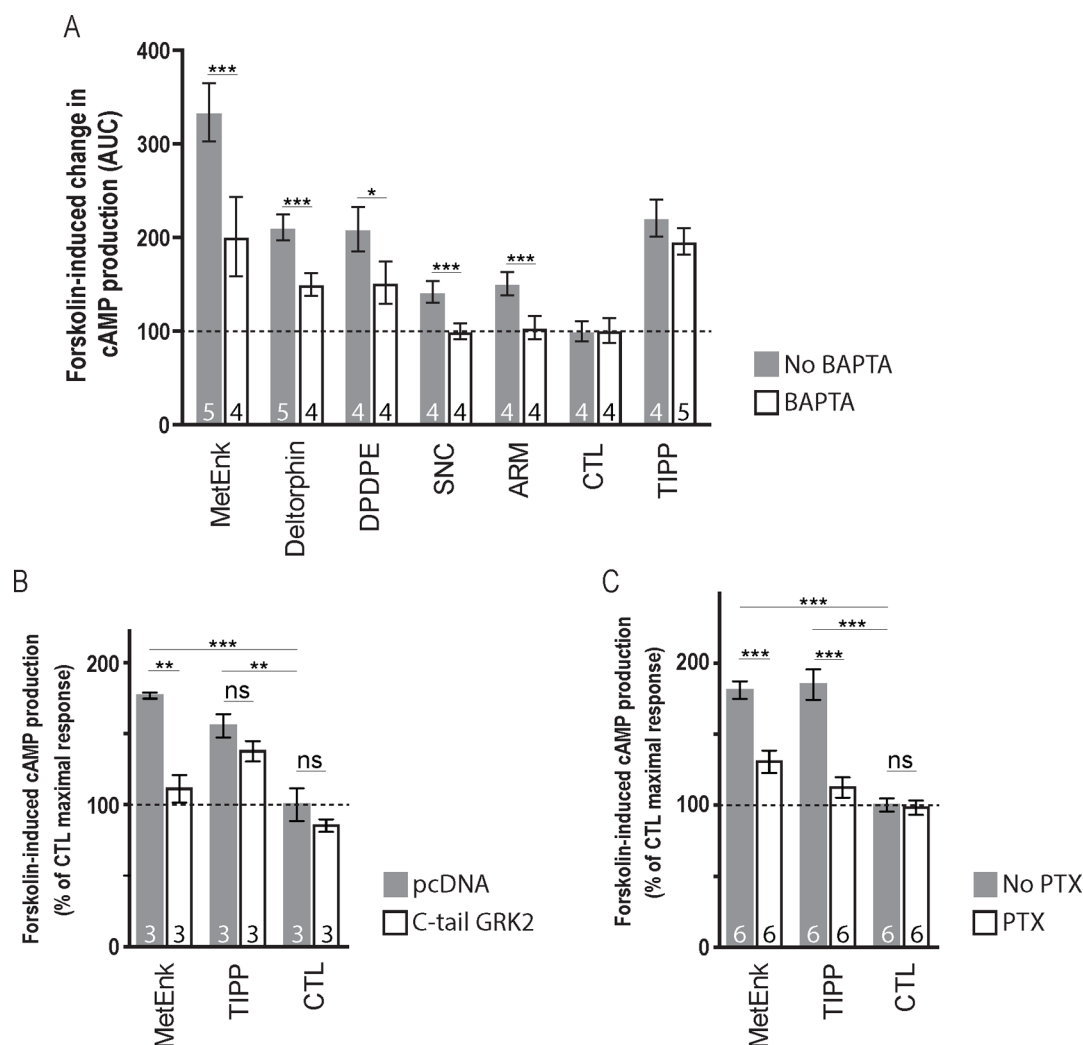 A
Forskolin-induced change in
cAMP production (AUC)
400
300
200
100
0
***
***
*
***
***
5 4 5 4 4 4 4 4 4 4 4 4 4 5
MetEnk
Deltorphin
DPDPE
SNC
ARM
CTL
TIPP
No BAPTA
BAPTA
B
Forskolin-induced cAMP production
(% of CTL maximal response)
200
100
0
***
** **
ns
ns
3 3 3 3 3 3
MetEnk
TIPP
CTL
pcDNA
C-tail GRK2
C
Forskolin-induced cAMP production
(% of CTL maximal response)
200
100
0
***
***
*** ***
ns
6 6 6 6 6 6
MetEnk
TIPP
CTL
No PTX
PTX